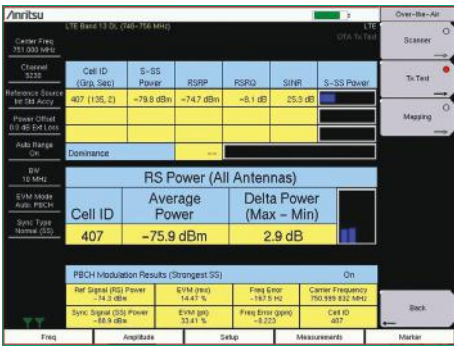 Anritsu
Over-the-Air
LTE Band 13 DL (746-756 MHz)
LTE
OTA Tx Test
Center Freq
751.000 MHz
Channel
5230
Reference Source
Int Std Accy
Power Offset
0.0 dB Ext Loss
Auto Range
On
BW
10 MHz
EVM Mode
Auto: PBCH
Sync Type
Normal (SS)
Cell ID (Grp, Sec) S-SS Power RSRP RSRQ SINR S-SS Power
407 (135, 2) -79.8 dBm -74.7 dBm -8.1 dB 25.3 dB
Dominance --
RS Power (All Antennas)
Cell ID Average Power Delta Power (Max – Min)
407 -75.9 dBm 2.9 dB
PBCH Modulation Results (Strongest SS) On
Ref Signal (RS) Power EVM (rms) Freq Error Carrier Frequency
-74.3 dBm 14.47 % -167.5 Hz 750.999 832 MHz
Sync Signal (SS) Power EVM (pk) Freq Error (ppm) Cell ID
33.41 % -0.223 407
Scanner
Tx Test
Mapping
Back
Freq Amplitude Setup Measurements Marker